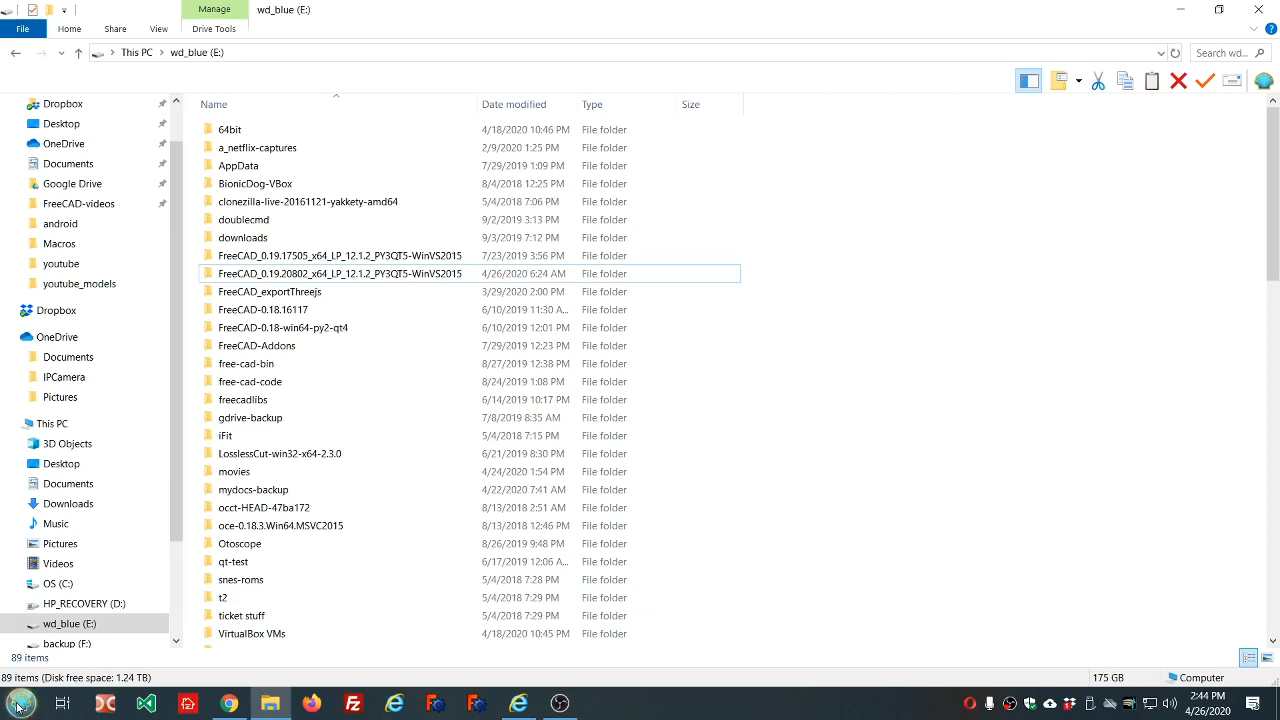 Manage
wd_blue (E:)
File
Home
Share
View
Drive Tools
This PC
wd_blue (E:)
Search wd...
Name
Date modified
Type
Size
Dropbox
Desktop
OneDrive
Documents
Google Drive
FreeCAD-videos
android
Macros
youtube
youtube_models
Dropbox
OneDrive
Documents
IPCamera
Pictures
This PC
3D Objects
Desktop
Documents
Downloads
Music
Pictures
Videos
OS (C:)
HP_RECOVERY (D:)
wd_blue (E:)
backup (F:)
64bit 4/18/2020 10:46 PM File folder
a_netflix-captures 2/9/2020 1:25 PM File folder
AppData 7/29/2019 1:09 PM File folder
BionicDog-VBox 8/4/2018 12:25 PM File folder
clonezilla-live-20161121-yakkety-amd64 5/4/2018 7:06 PM File folder
doublecmd 9/2/2019 3:13 PM File folder
downloads 9/3/2019 7:12 PM File folder
FreeCAD_0.19.17505_x64_LP_12.1.2_PY3QT5-WinVS2015 7/23/2019 3:56 PM File folder
FreeCAD_0.19.20802_x64_LP_12.1.2_PY3QT5-WinVS2015 4/26/2020 6:24 AM File folder
FreeCAD_exportThreejs 3/29/2020 2:00 PM File folder
FreeCAD-0.18.16117 6/10/2019 11:30 A... File folder
FreeCAD-0.18-win64-py2-qt4 6/10/2019 12:01 PM File folder
FreeCAD-Addons 7/29/2019 12:23 PM File folder
free-cad-bin 8/27/2019 12:38 PM File folder
free-cad-code 8/24/2019 1:08 PM File folder
freecadlibs 6/14/2019 10:17 PM File folder
gdrive-backup 7/8/2019 8:35 AM File folder
iFit 5/4/2018 7:15 PM File folder
LosslessCut-win32-x64-2.3.0 6/21/2019 8:30 PM File folder
movies 4/24/2020 1:54 PM File folder
mydocs-backup 4/22/2020 7:41 AM File folder
occt-HEAD-47ba172 8/13/2018 2:51 AM File folder
oce-0.18.3.Win64.MSVC2015 8/13/2018 12:46 PM File folder
Otoscope 8/26/2019 9:48 PM File folder
qt-test 6/17/2019 12:06 A... File folder
snes-roms 5/4/2018 7:28 PM File folder
t2 5/4/2018 7:29 PM File folder
ticket stuff 5/4/2018 7:29 PM File folder
VirtualBox VMs 4/18/2020 10:45 PM File folder
89 items
89 items (Disk free space: 1.24 TB)
175 GB
Computer
2:44 PM
4/26/2020